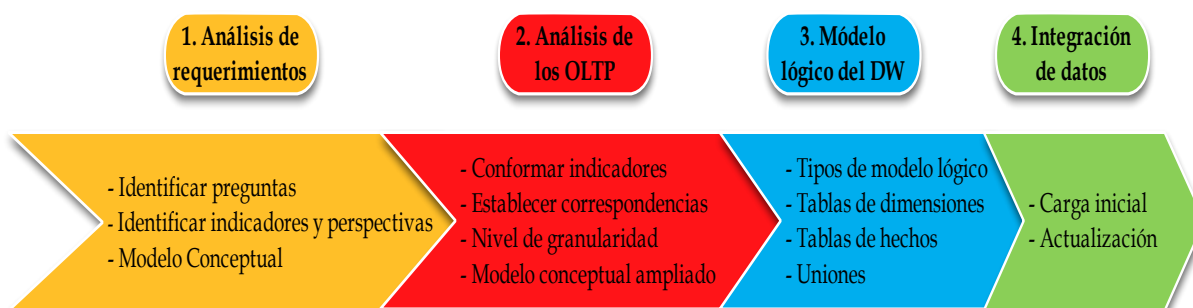 1. Análisis de
requerimientos
2. Análisis de
los OLTP
3. Módelo
lógico del DW
4. Integración
de datos
- Identificar preguntas
- Identificar indicadores y perspectivas
- Modelo Conceptual
- Conformar indicadores
- Establecer correspondencias
- Nivel de granularidad
- Modelo conceptual ampliado
- Tipos de modelo lógico
- Tablas de dimensiones
- Tablas de hechos
- Uniones
- Carga inicial
- Actualización